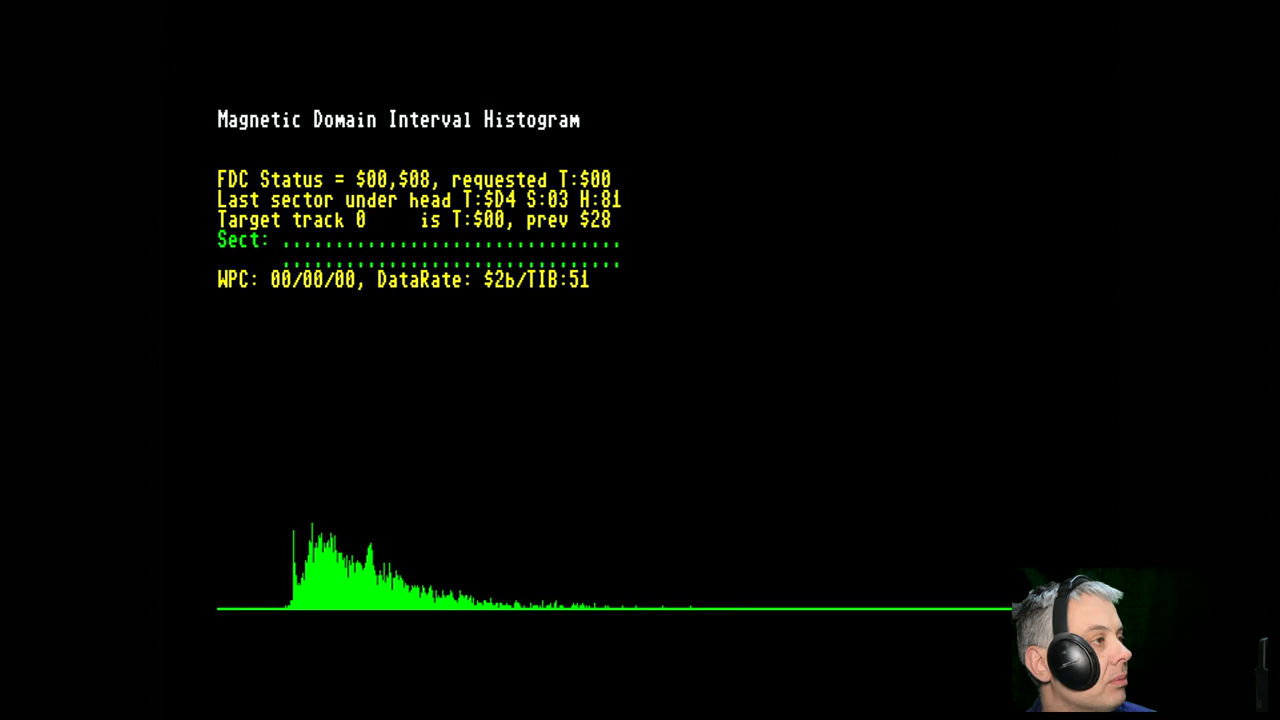 Magnetic Domain Interval Histogram
FDC Status = $00,$08, requested T:$00
Last sector under head T:$D4 S:03 H:81
Target track 0     is T:$00, prev $28
Sect: ................................
................................
WPC: 00/00/00, DataRate: $2b/TIB:51